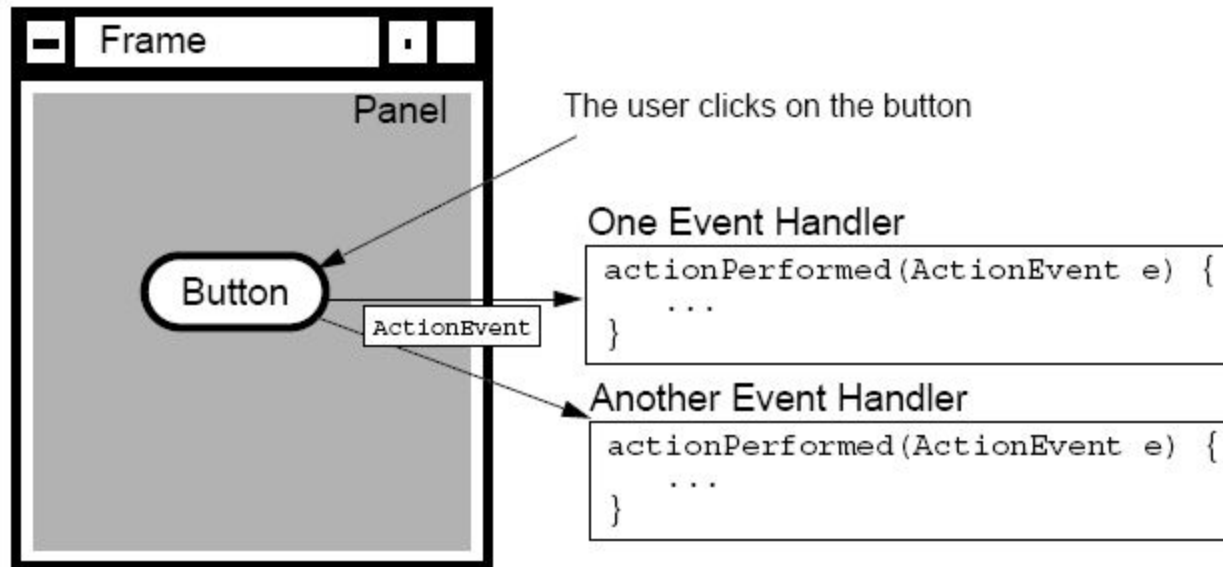 Frame
Panel
The user clicks on the button
Button
ActionEvent
One Event Handler
actionPerformed(ActionEvent e) {
...
}
Another Event Handler
actionPerformed(ActionEvent e) {
...
}